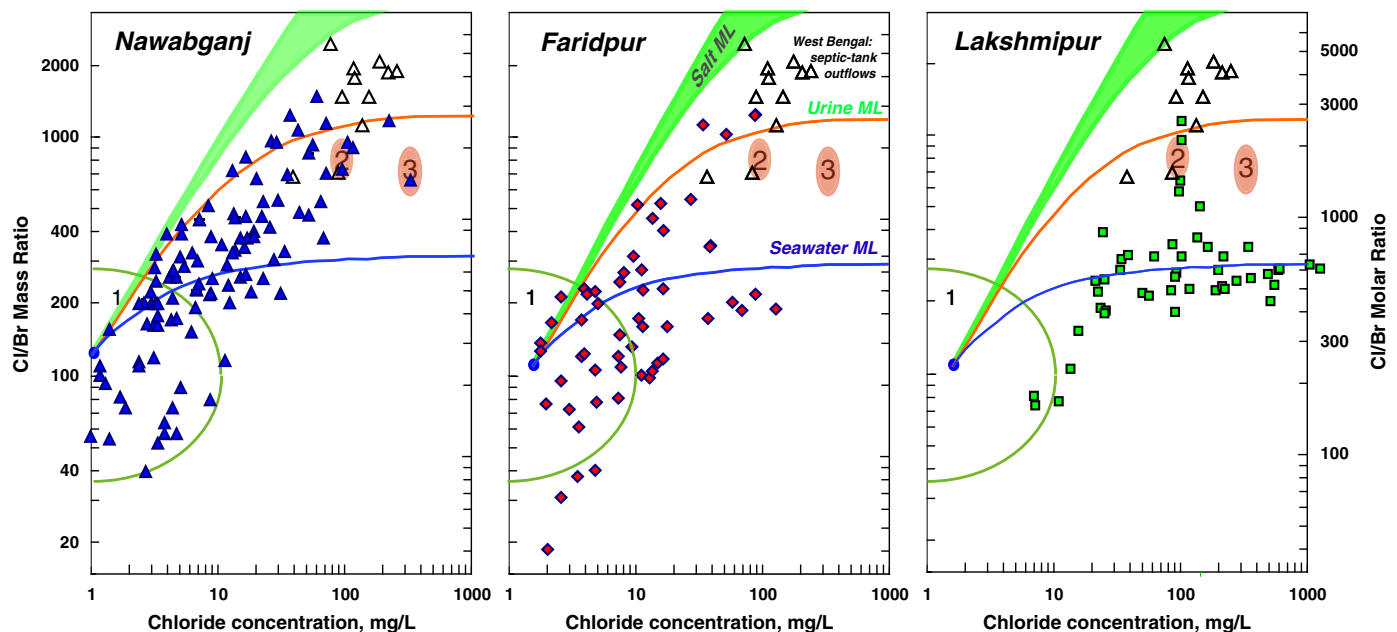 Nawabganj
Faridpur
Lakshmipur
Salt ML
West Bengal:
septic-tank
outflows
Urine ML
Seawater ML
1
2
3
1
2
3
1
2
3
Cl/Br Mass Ratio
2000
1000
400
200
100
40
20
Cl/Br Molar Ratio
5000
3000
1000
300
100
1
10
100
1000
1
10
100
1000
1
10
100
1000
Chloride concentration, mg/L
Chloride concentration, mg/L
Chloride concentration, mg/L